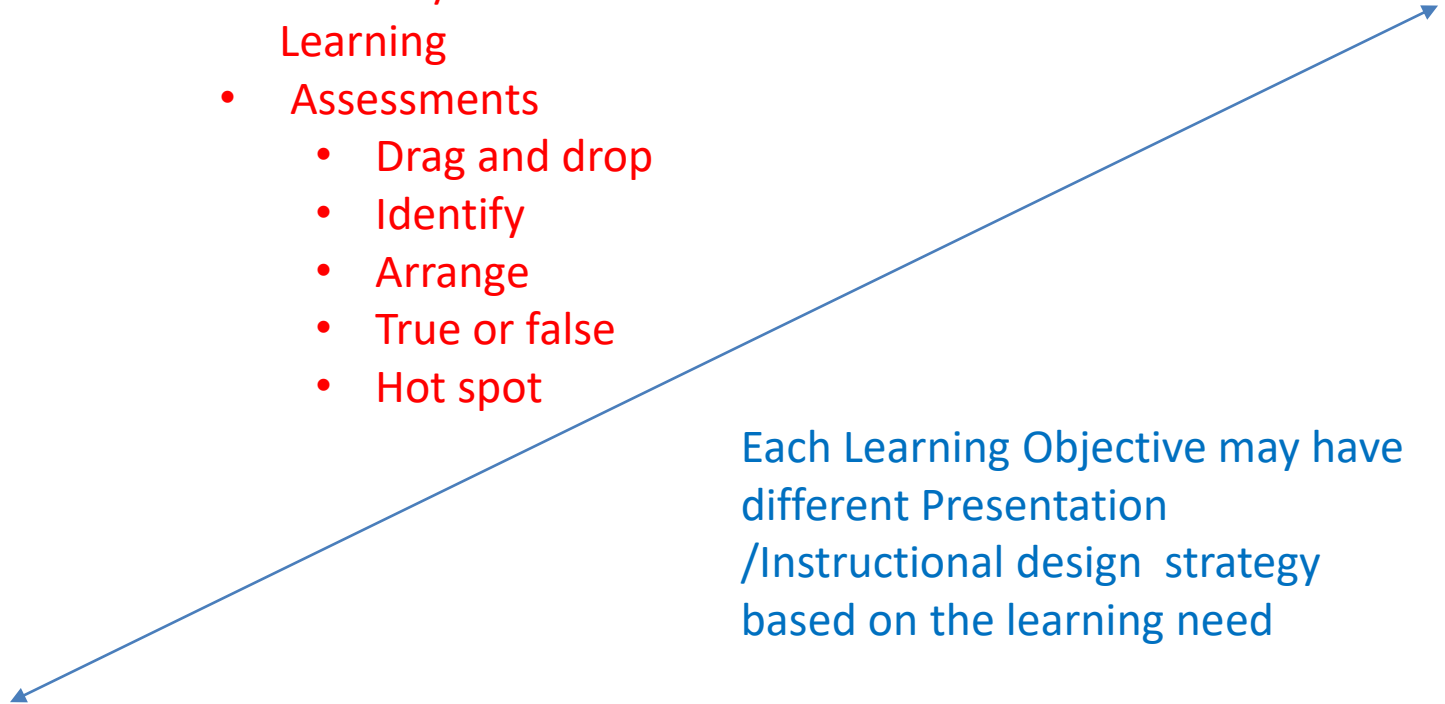 Learning
• Assessments
• Drag and drop
• Identify
• Arrange
• True or false
• Hot spot
Each Learning Objective may have
different Presentation
/Instructional design strategy
based on the learning need